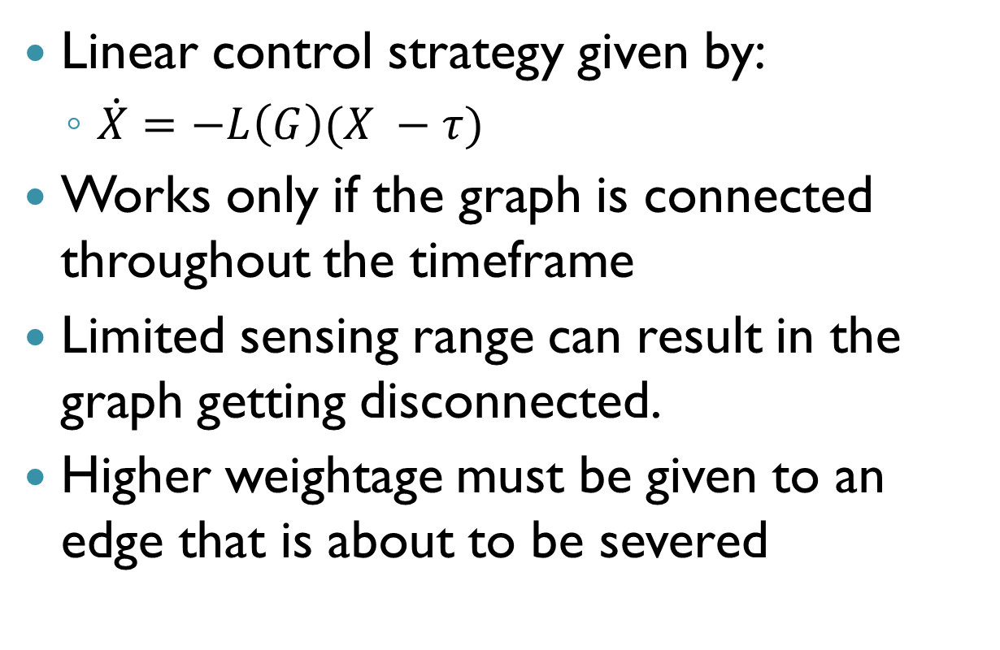 • Linear control strategy given by:
◦ Ẋ = −L(G)(X − τ)
• Works only if the graph is connected
throughout the timeframe
• Limited sensing range can result in the
graph getting disconnected.
• Higher weightage must be given to an
edge that is about to be severed